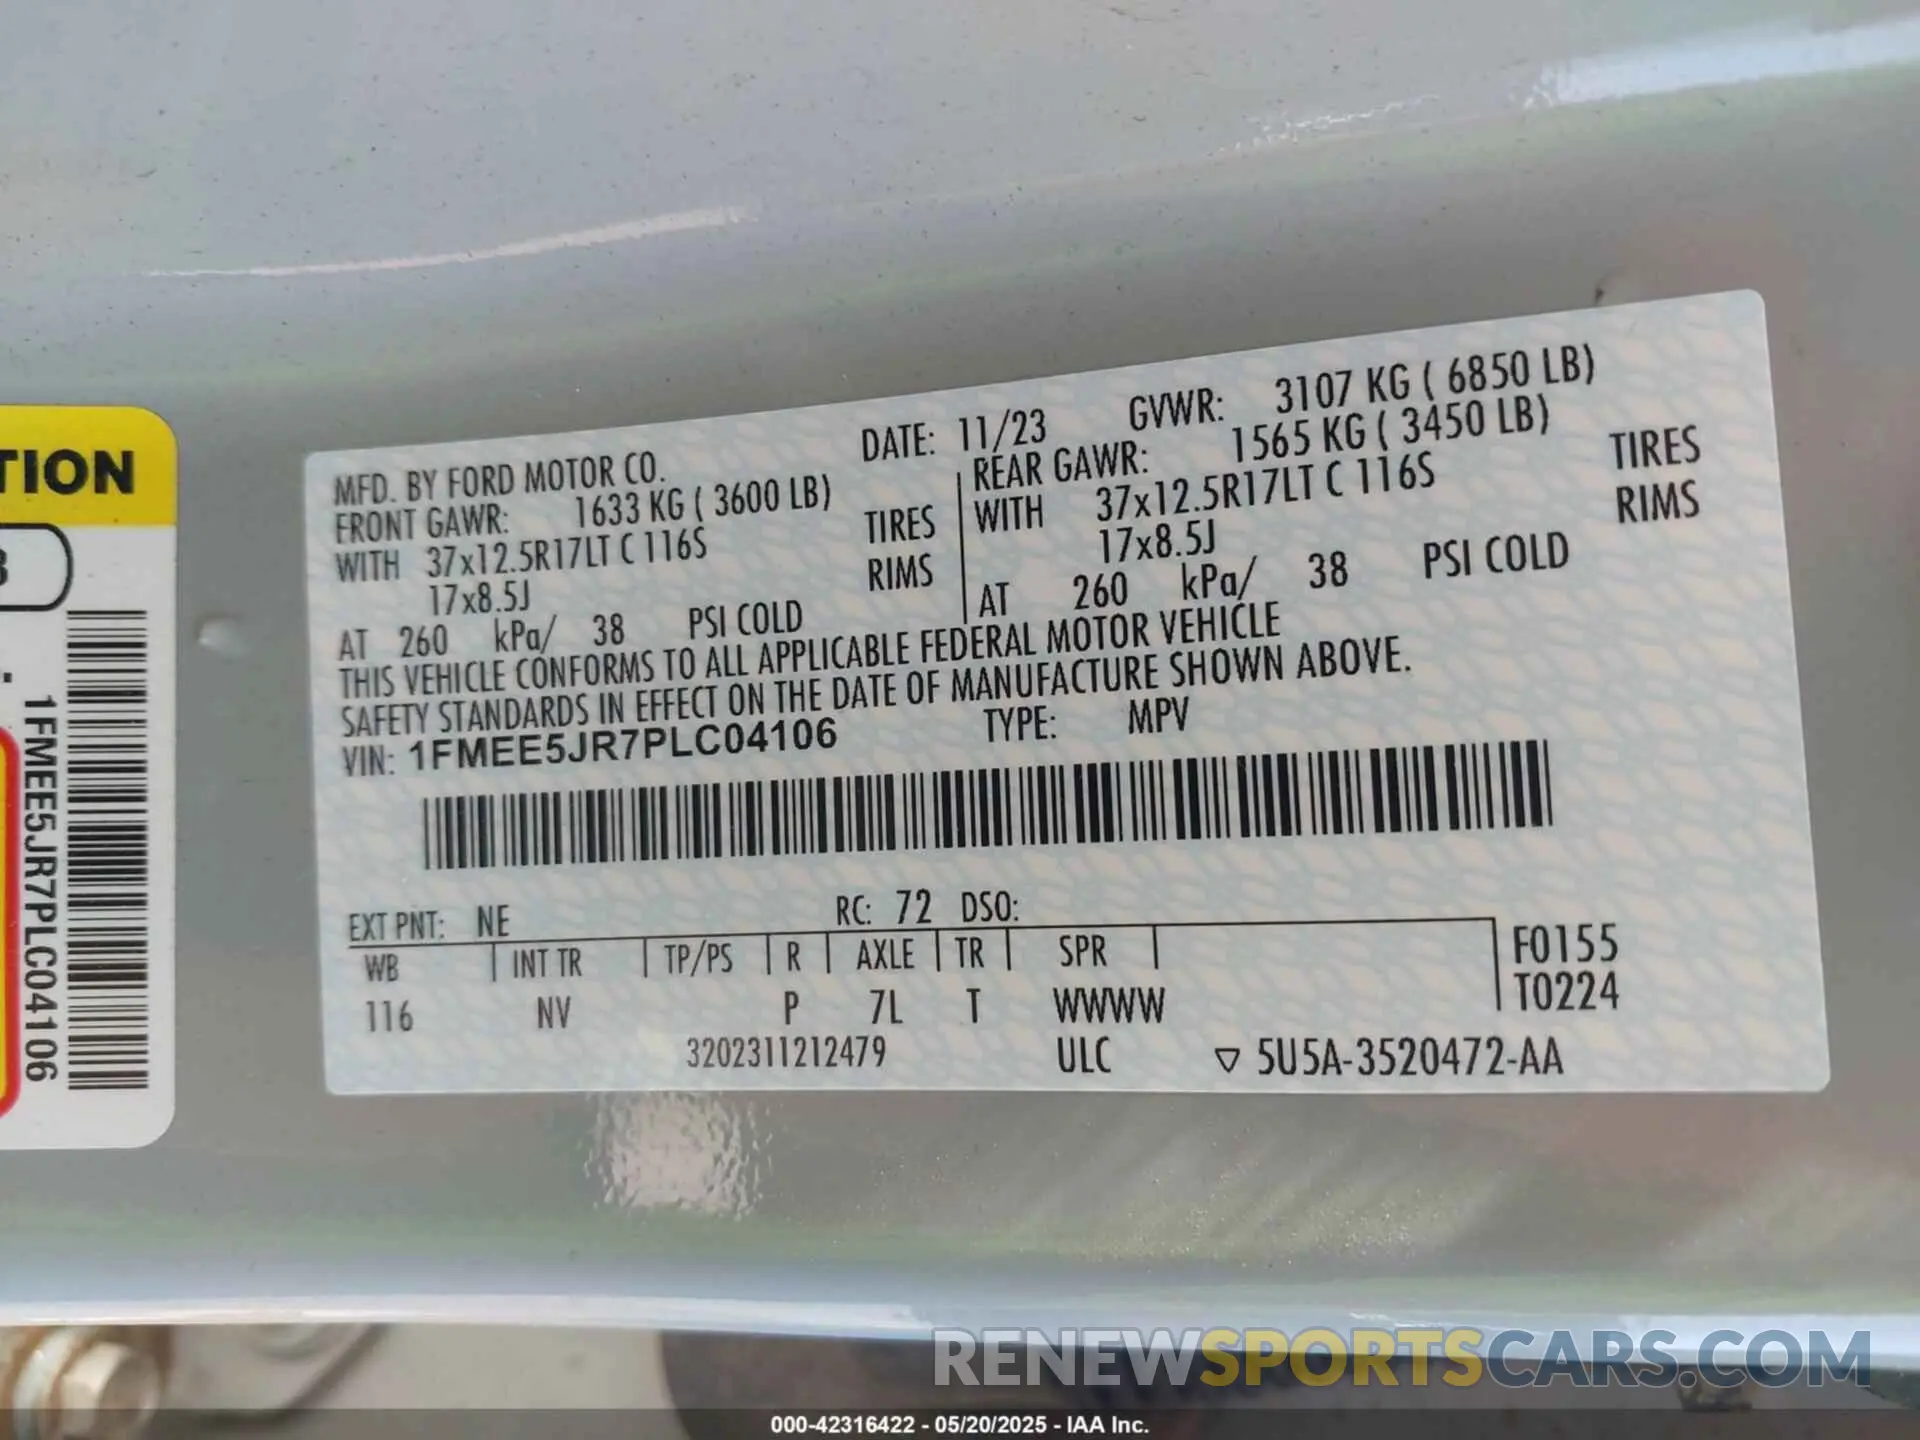 TION
1FMEE5JR7PLC04106
MFD. BY FORD MOTOR CO.
DATE: 11/23
GVWR: 3107 KG ( 6850 LB)
FRONT GAWR: 1633 KG ( 3600 LB)
REAR GAWR: 1565 KG ( 3450 LB)
WITH 37x12.5R17LT C 116S TIRES
WITH 37x12.5R17LT C 116S TIRES
17x8.5J RIMS
17x8.5J RIMS
AT 260 kPa/ 38 PSI COLD
AT 260 kPa/ 38 PSI COLD
THIS VEHICLE CONFORMS TO ALL APPLICABLE FEDERAL MOTOR VEHICLE
SAFETY STANDARDS IN EFFECT ON THE DATE OF MANUFACTURE SHOWN ABOVE.
VIN: 1FMEE5JR7PLC04106 TYPE: MPV
EXT PNT: NE RC: 72 DSO:
WB INT TR TP/PS R AXLE TR SPR
116 NV P 7L T WWWW
F0155
T0224
3202311212479 ULC ▽ 5U5A-3520472-AA
RENEWSPORTSCARS.COM
000-42316422 - 05/20/2025 - IAA Inc.